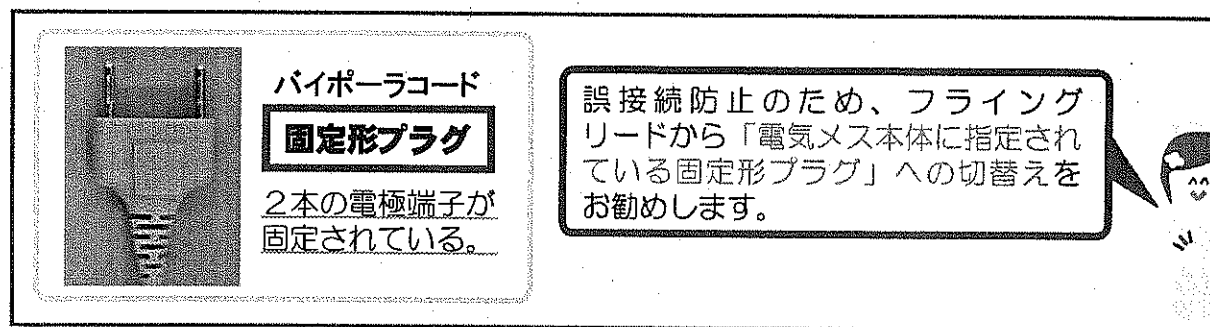 バイポーラコード
固定形プラグ
2本の電極端子が
固定されている。
誤接続防止のため、フライング
リードから「電気メス本体に指定され
ている固定形プラグ」への切替えを
お勧めします。